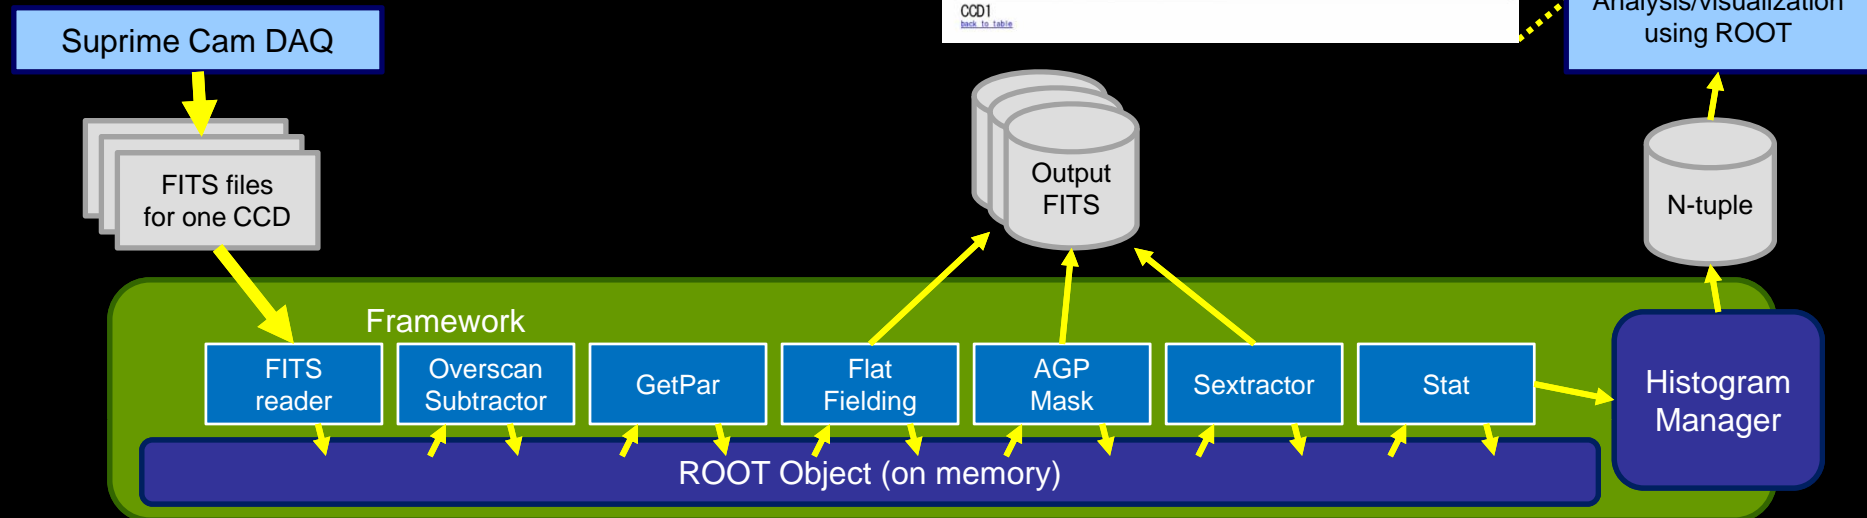 CCD1
back to table
Analysis/visualization
using ROOT
Suprime Cam DAQ
FITS files
for one CCD
Output
FITS
N-tuple
Framework
FITS
reader
Overscan
Subtractor
GetPar
Flat
Fielding
AGP
Mask
Sextractor
Stat
Histogram
Manager
ROOT Object (on memory)